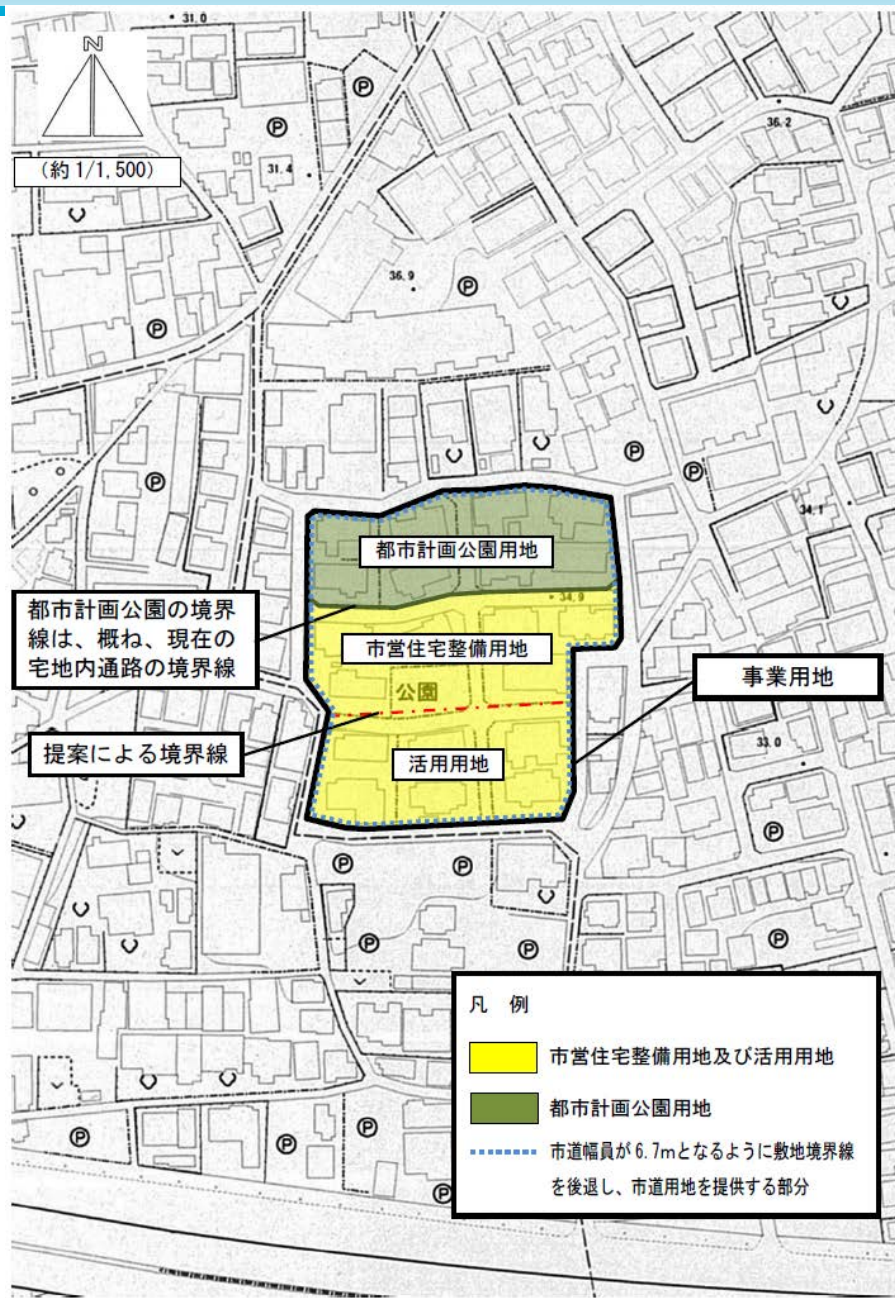 31.0
N
(約1/1,500)
Ⓟ
Ⓟ
36.2
31.4
36.9
Ⓟ
Ⓟ
Ⓟ
Ⓟ
Ⓟ
34.1
都市計画公園用地
34.9
都市計画公園の境界
線は、概ね、現在の
宅地内通路の境界線
市営住宅整備用地
事業用地
公園
提案による境界線
33.0
活用用地
Ⓟ
Ⓟ
Ⓟ
Ⓟ
Ⓟ
Ⓟ
凡 例
市営住宅整備用地及び活用用地
都市計画公園用地
市道幅員が6.7mとなるように敷地境界線
を後退し、市道用地を提供する部分
Ⓟ
Ⓟ
Ⓟ
Ⓟ